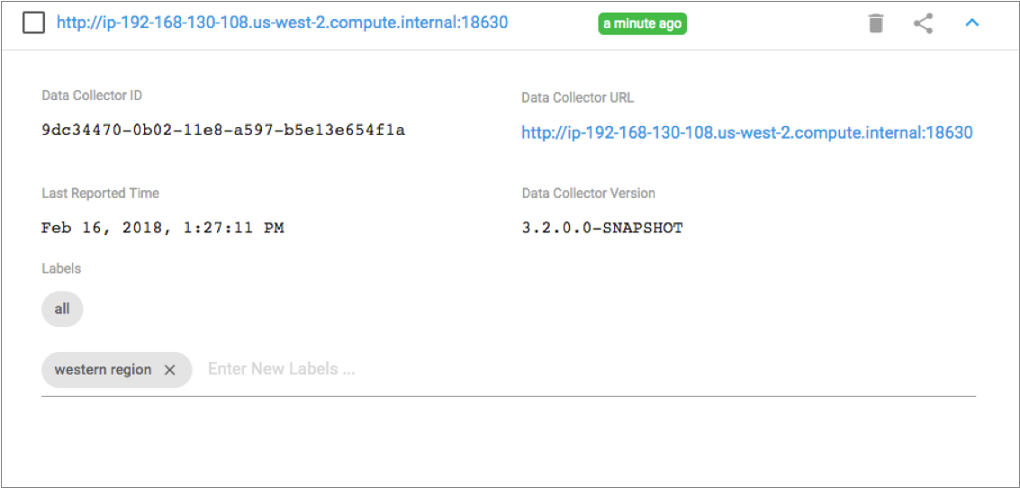 http://ip-192-168-130-108.us-west-2.compute.internal:18630 a minute ago
Data Collector ID
9dc34470-0b02-11e8-a597-b5e13e654f1a
Data Collector URL
http://ip-192-168-130-108.us-west-2.compute.internal:18630
Last Reported Time
Feb 16, 2018, 1:27:11 PM
Data Collector Version
3.2.0.0-SNAPSHOT
Labels
all
western region Enter New Labels ...